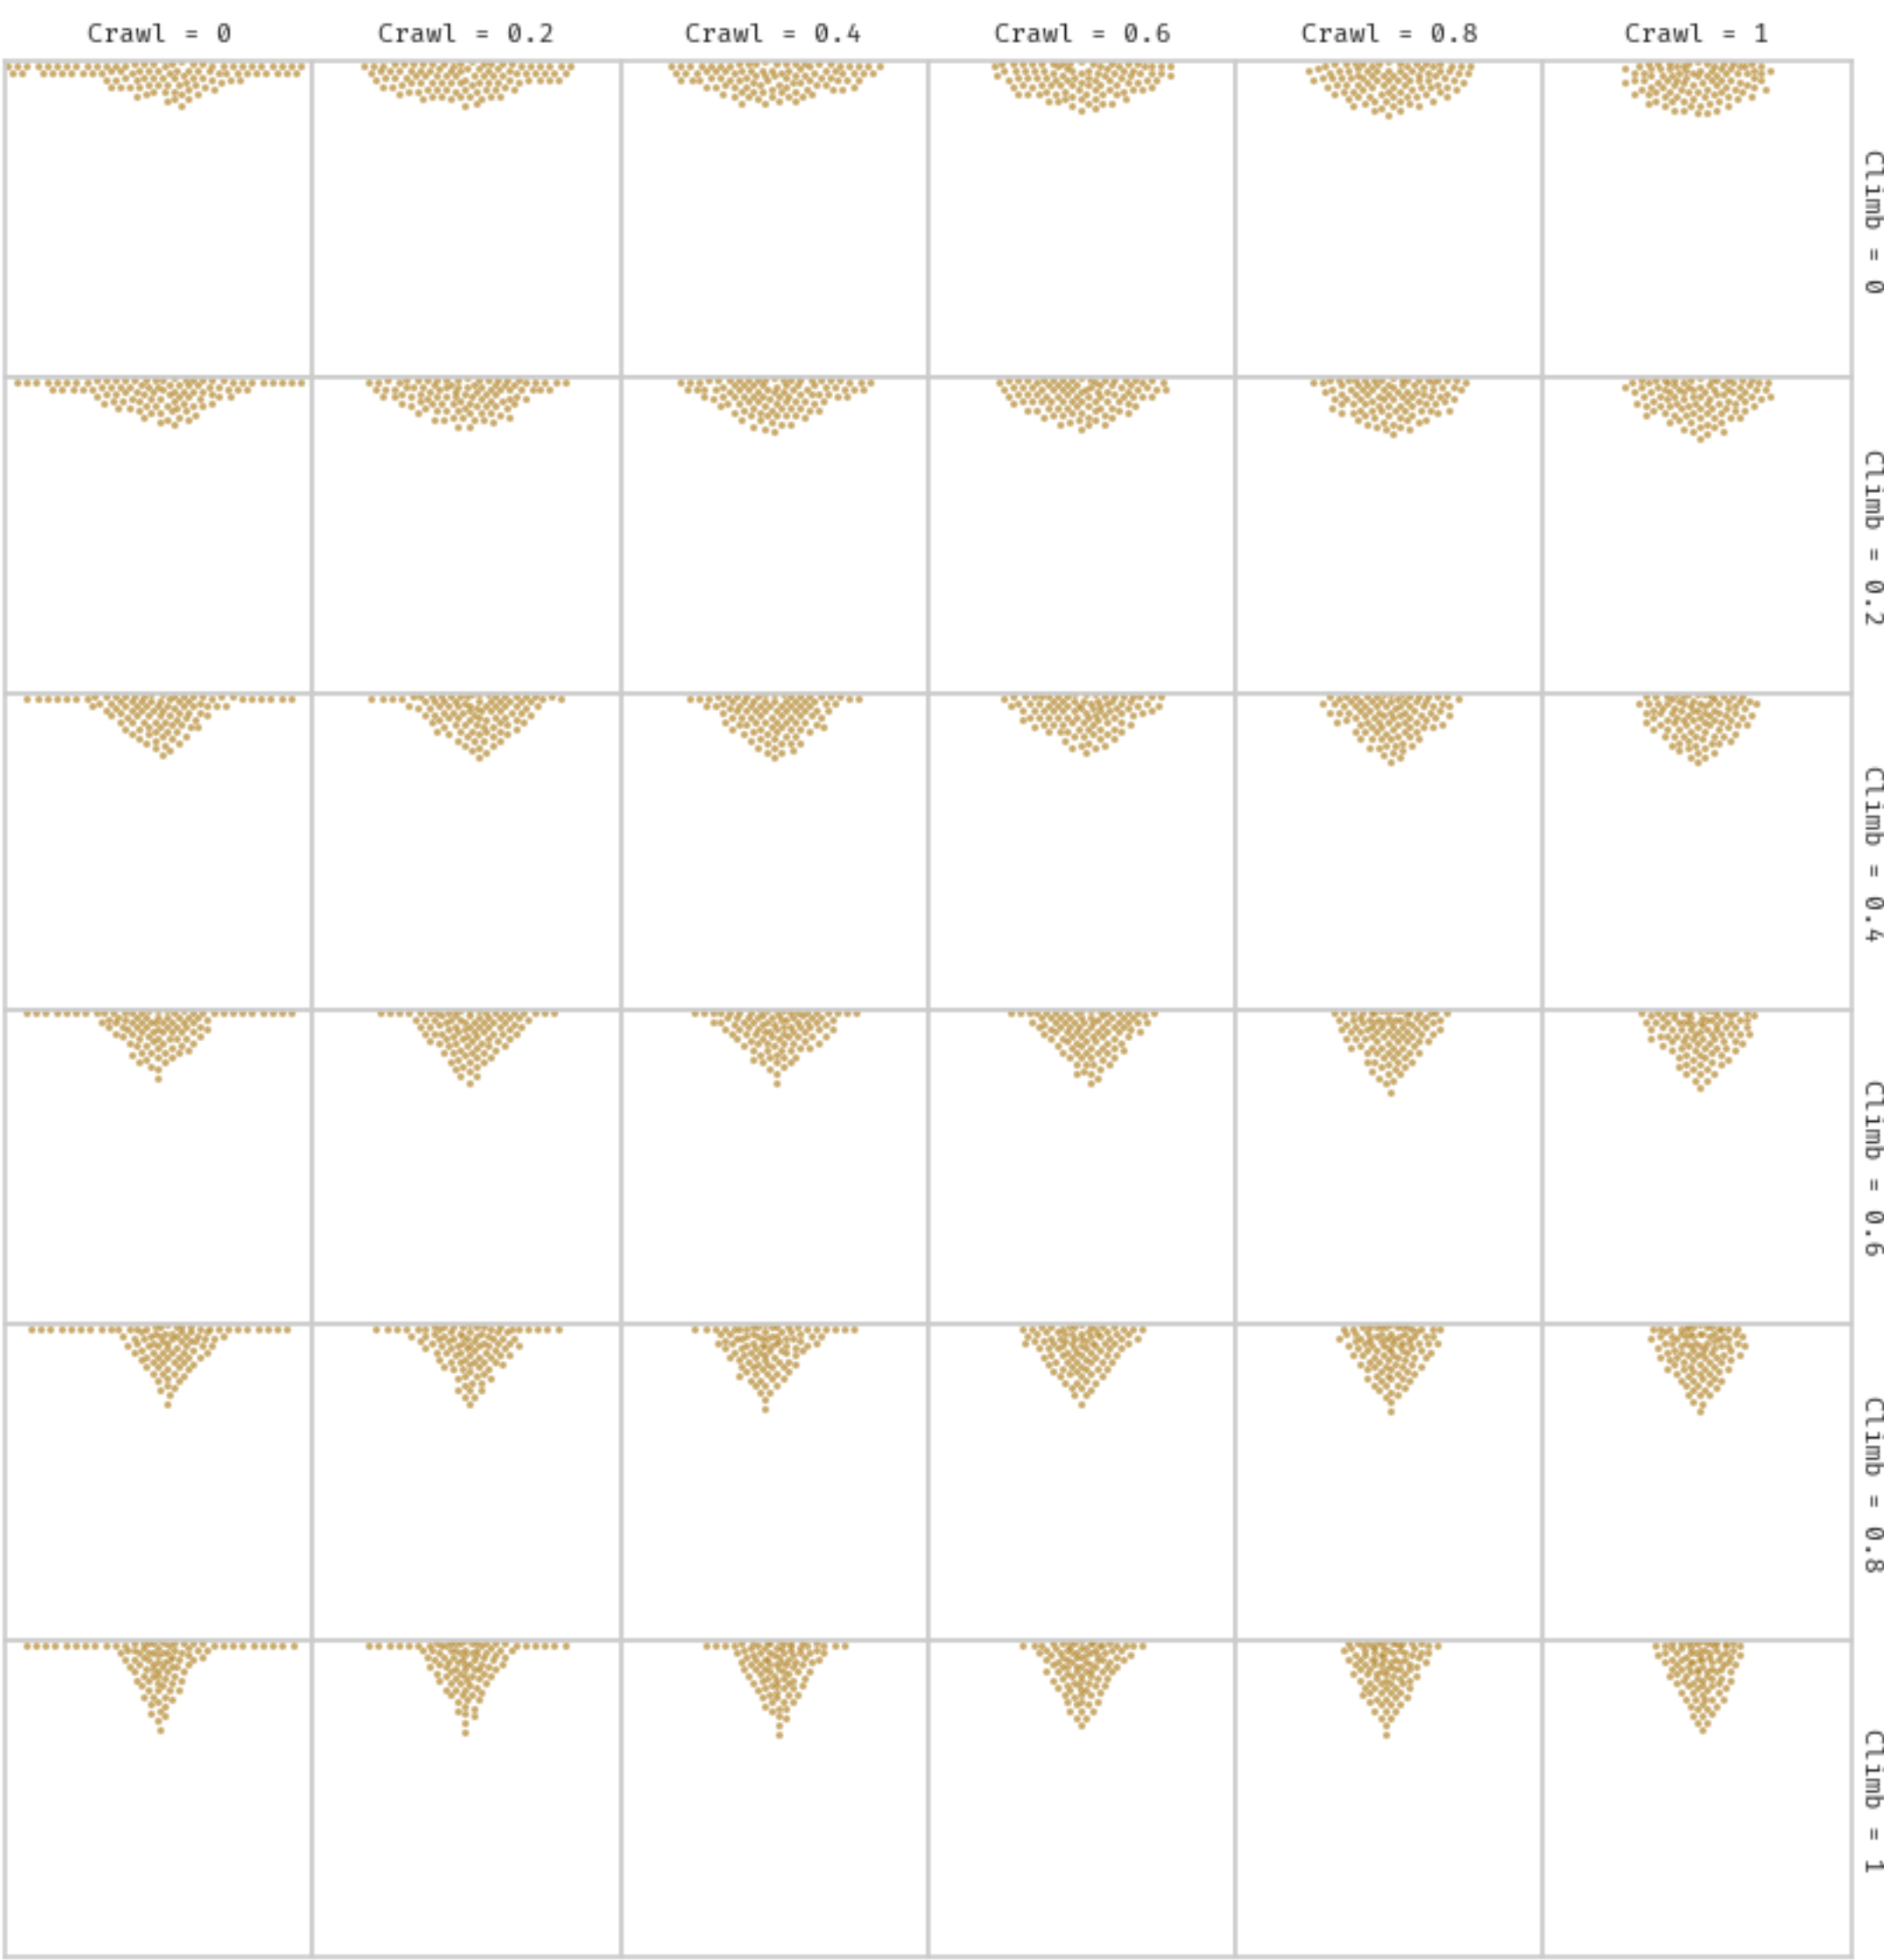 Crawl = 0
Crawl = 0.2
Crawl = 0.4
Crawl = 0.6
Crawl = 0.8
Crawl = 1
Climb = 0
Climb = 0.2
Climb = 0.4
Climb = 0.6
Climb = 0.8
Climb = 1